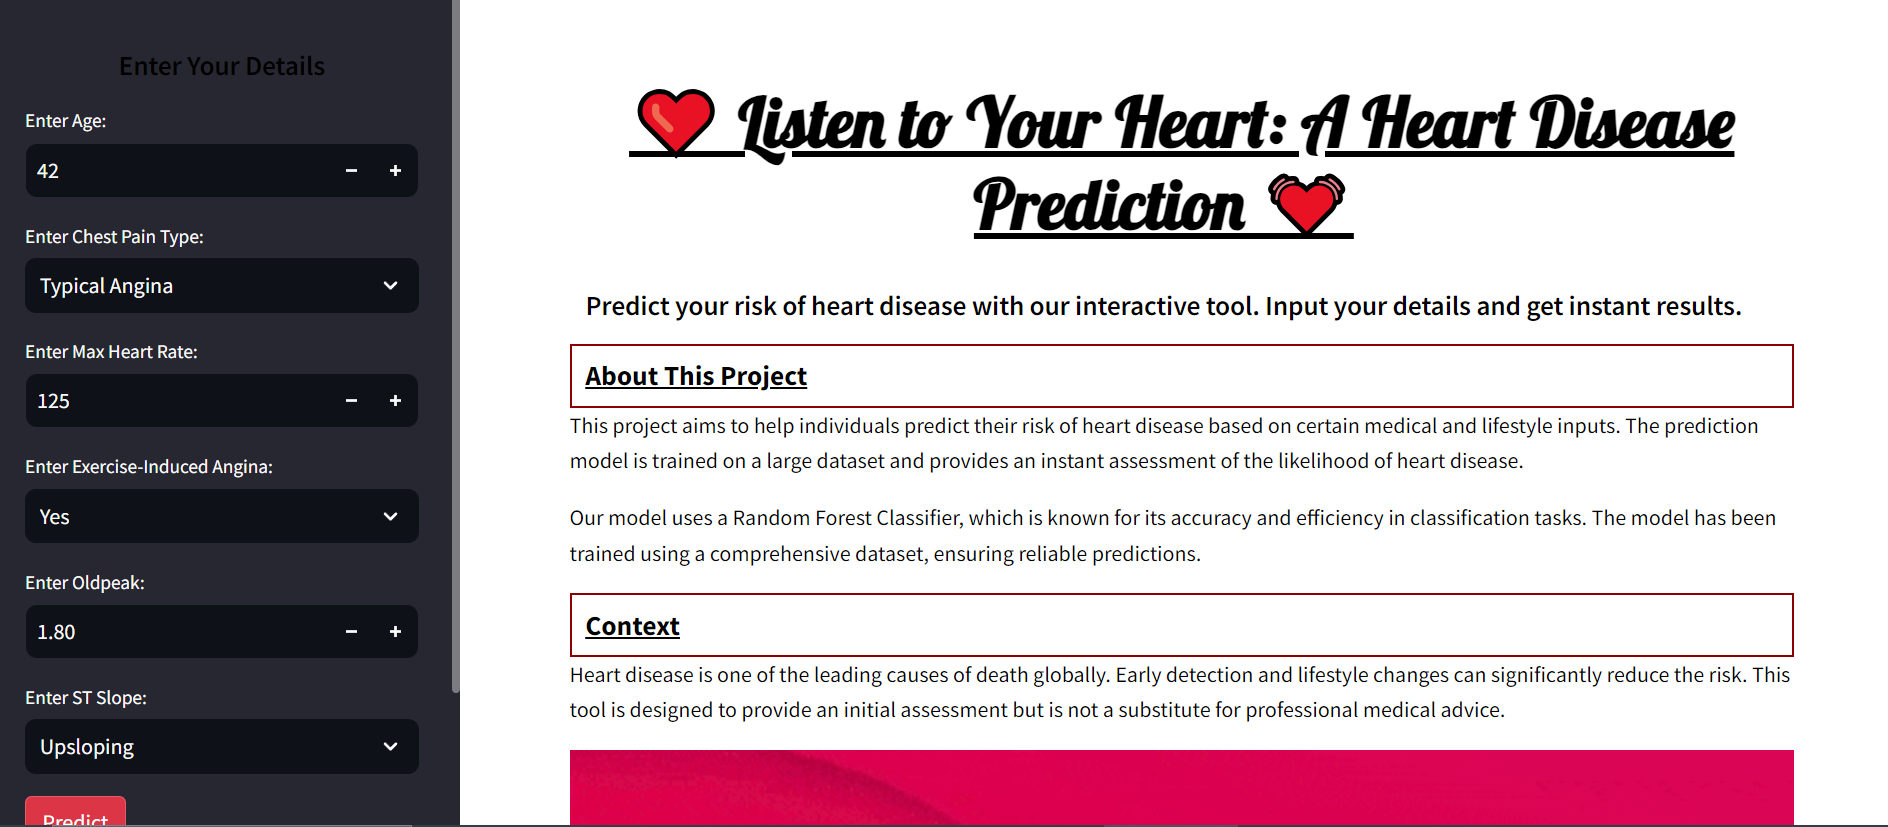 Enter Your Details
Enter Age:
42
Enter Chest Pain Type:
Typical Angina
Enter Max Heart Rate:
125
Enter Exercise-Induced Angina:
Yes
Enter Oldpeak:
1.80
Enter ST Slope:
Upsloping
Predict
Listen to Your Heart: A Heart Disease
Prediction
Predict your risk of heart disease with our interactive tool. Input your details and get instant results.
About This Project
This project aims to help individuals predict their risk of heart disease based on certain medical and lifestyle inputs. The prediction
model is trained on a large dataset and provides an instant assessment of the likelihood of heart disease.
Our model uses a Random Forest Classifier, which is known for its accuracy and efficiency in classification tasks. The model has been
trained using a comprehensive dataset, ensuring reliable predictions.
Context
Heart disease is one of the leading causes of death globally. Early detection and lifestyle changes can significantly reduce the risk. This
tool is designed to provide an initial assessment but is not a substitute for professional medical advice.